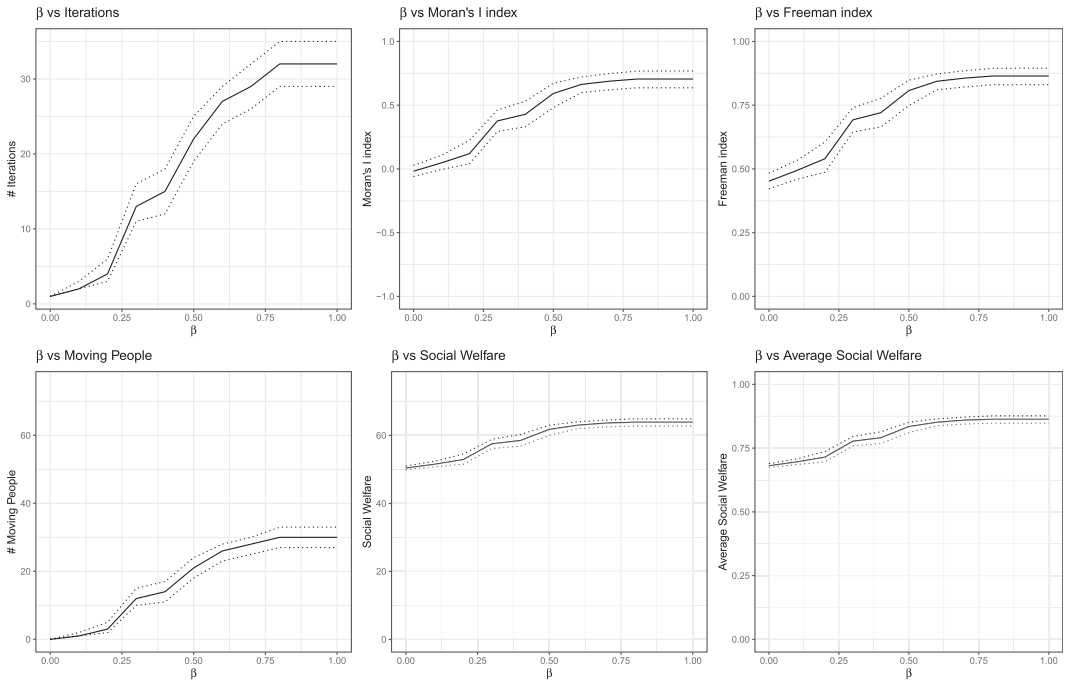 β vs Iterations
# Iterations
30
20
10
0
0.00 0.25 0.50 0.75 1.00
β
β vs Moran's I index
Moran's I index
1.0
0.5
0.0
−0.5
−1.0
0.00 0.25 0.50 0.75 1.00
β
β vs Freeman index
Freeman index
1.00
0.75
0.50
0.25
0.00
0.00 0.25 0.50 0.75 1.00
β
β vs Moving People
# Moving People
60
40
20
0
0.00 0.25 0.50 0.75 1.00
β
β vs Social Welfare
Social Welfare
60
40
20
0
0.00 0.25 0.50 0.75 1.00
β
β vs Average Social Welfare
Average Social Welfare
1.00
0.75
0.50
0.25
0.00
0.00 0.25 0.50 0.75 1.00
β